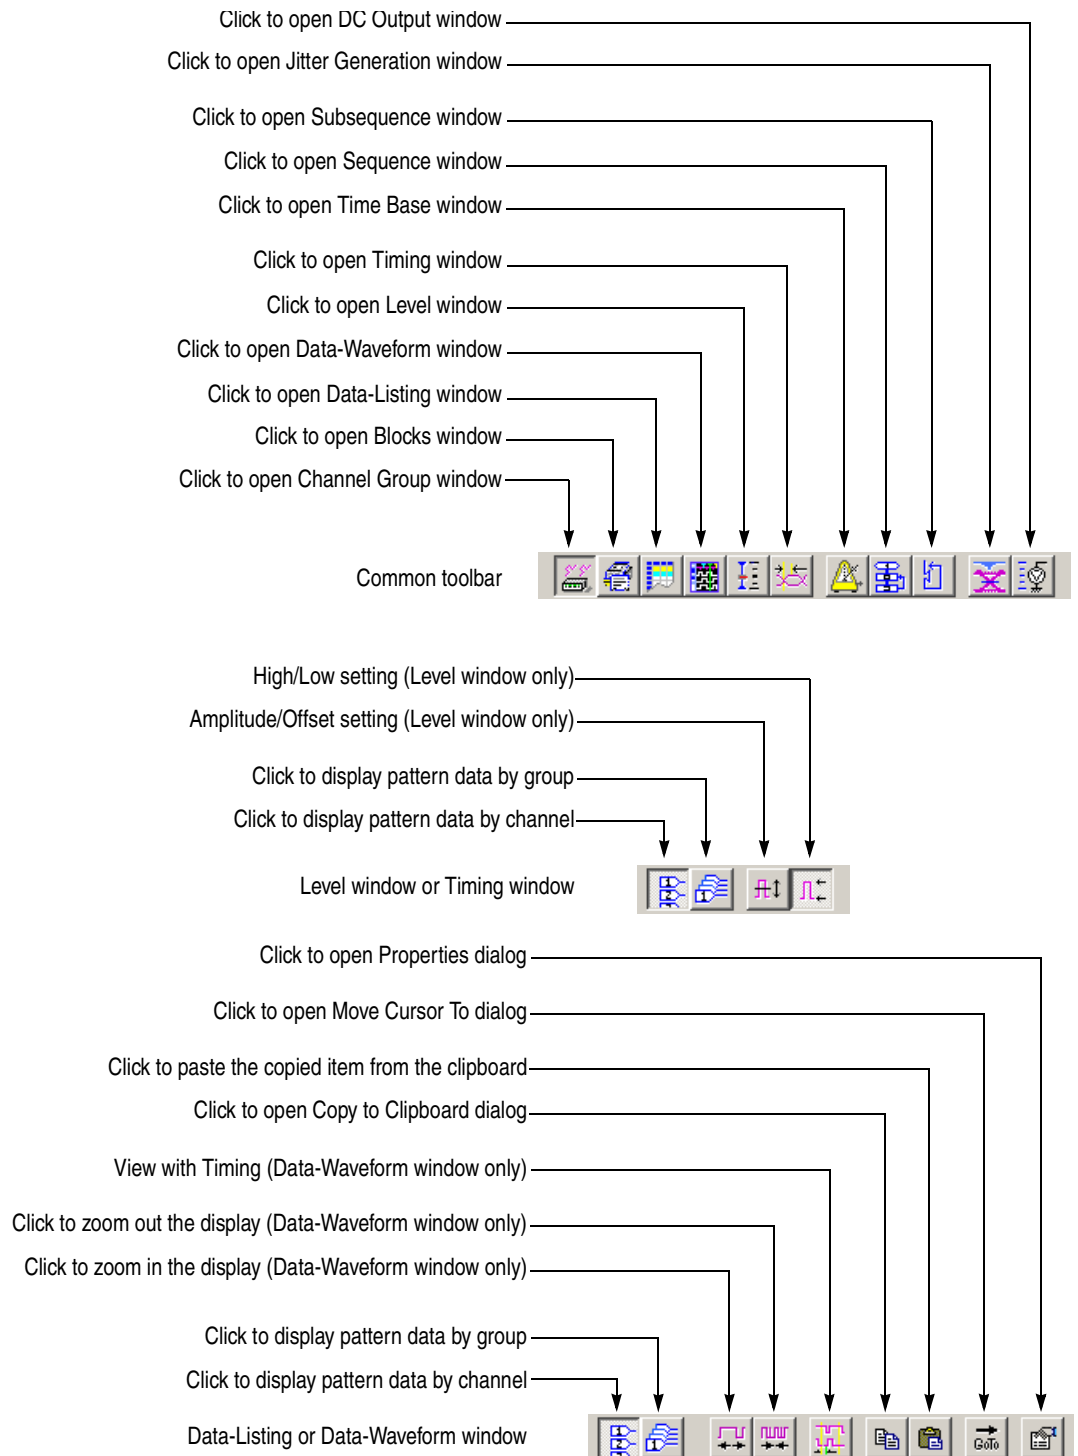 Click to open DC Output window
Click to open Jitter Generation window
Click to open Subsequence window
Click to open Sequence window
Click to open Time Base window
Click to open Timing window
Click to open Level window
Click to open Data-Waveform window
Click to open Data-Listing window
Click to open Blocks window
Click to open Channel Group window
Common toolbar
High/Low setting (Level window only)
Amplitude/Offset setting (Level window only)
Click to display pattern data by group
Click to display pattern data by channel
Level window or Timing window
1
2
1
Click to open Properties dialog
Click to open Move Cursor To dialog
Click to paste the copied item from the clipboard
Click to open Copy to Clipboard dialog
View with Timing (Data-Waveform window only)
Click to zoom out the display (Data-Waveform window only)
Click to zoom in the display (Data-Waveform window only)
Click to display pattern data by group
Click to display pattern data by channel
Data-Listing or Data-Waveform window
1
2
1
GoTo